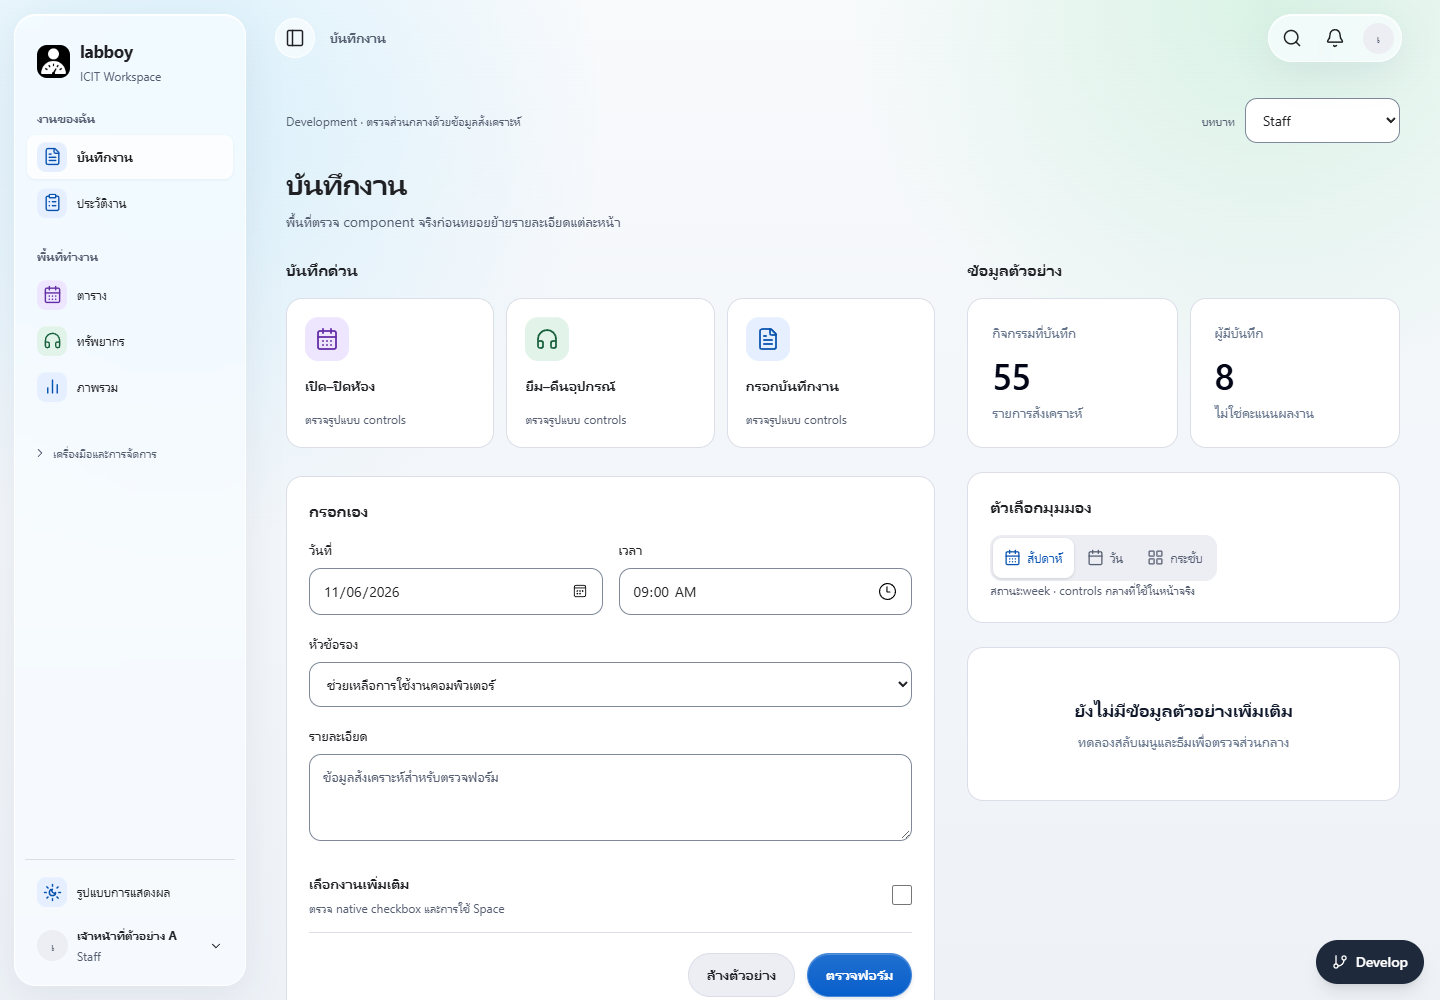 labboy
ICIT Workspace
งานของฉัน
บันทึกงาน
ประวัติงาน
พื้นที่ทำงาน
ตาราง
ทรัพยากร
ภาพรวม
เครื่องมือและการจัดการ
รูปแบบการแสดงผล
เจ้าหน้าที่ตัวอย่าง A
Staff
บันทึกงาน
Development · ตรวจส่วนกลางด้วยข้อมูลสังเคราะห์
บทบาท
Staff
บันทึกงาน
พื้นที่ตรวจ component จริงก่อนทยอยย้ายรายละเอียดแต่ละหน้า
บันทึกด่วน
เปิด–ปิดห้อง
ตรวจรูปแบบ controls
ยืม–คืนอุปกรณ์
ตรวจรูปแบบ controls
กรอกบันทึกงาน
ตรวจรูปแบบ controls
กรอกเอง
วันที่
เวลา
11/06/2026
09:00 AM
หัวข้อรอง
ช่วยเหลือการใช้งานคอมพิวเตอร์
รายละเอียด
ข้อมูลสังเคราะห์สำหรับตรวจฟอร์ม
เลือกงานเพิ่มเติม
ตรวจ native checkbox และการใช้ Space
ล้างตัวอย่าง
ตรวจฟอร์ม
ข้อมูลตัวอย่าง
กิจกรรมที่บันทึก
55
รายการสังเคราะห์
ผู้มีบันทึก
8
ไม่ใช่คะแนนผลงาน
ตัวเลือกมุมมอง
สัปดาห์
วัน
กระชับ
สถานะ:week · controls กลางที่ใช้ในหน้าจริง
ยังไม่มีข้อมูลตัวอย่างเพิ่มเติม
ทดลองสลับเมนูและธีมเพื่อตรวจส่วนกลาง
Develop